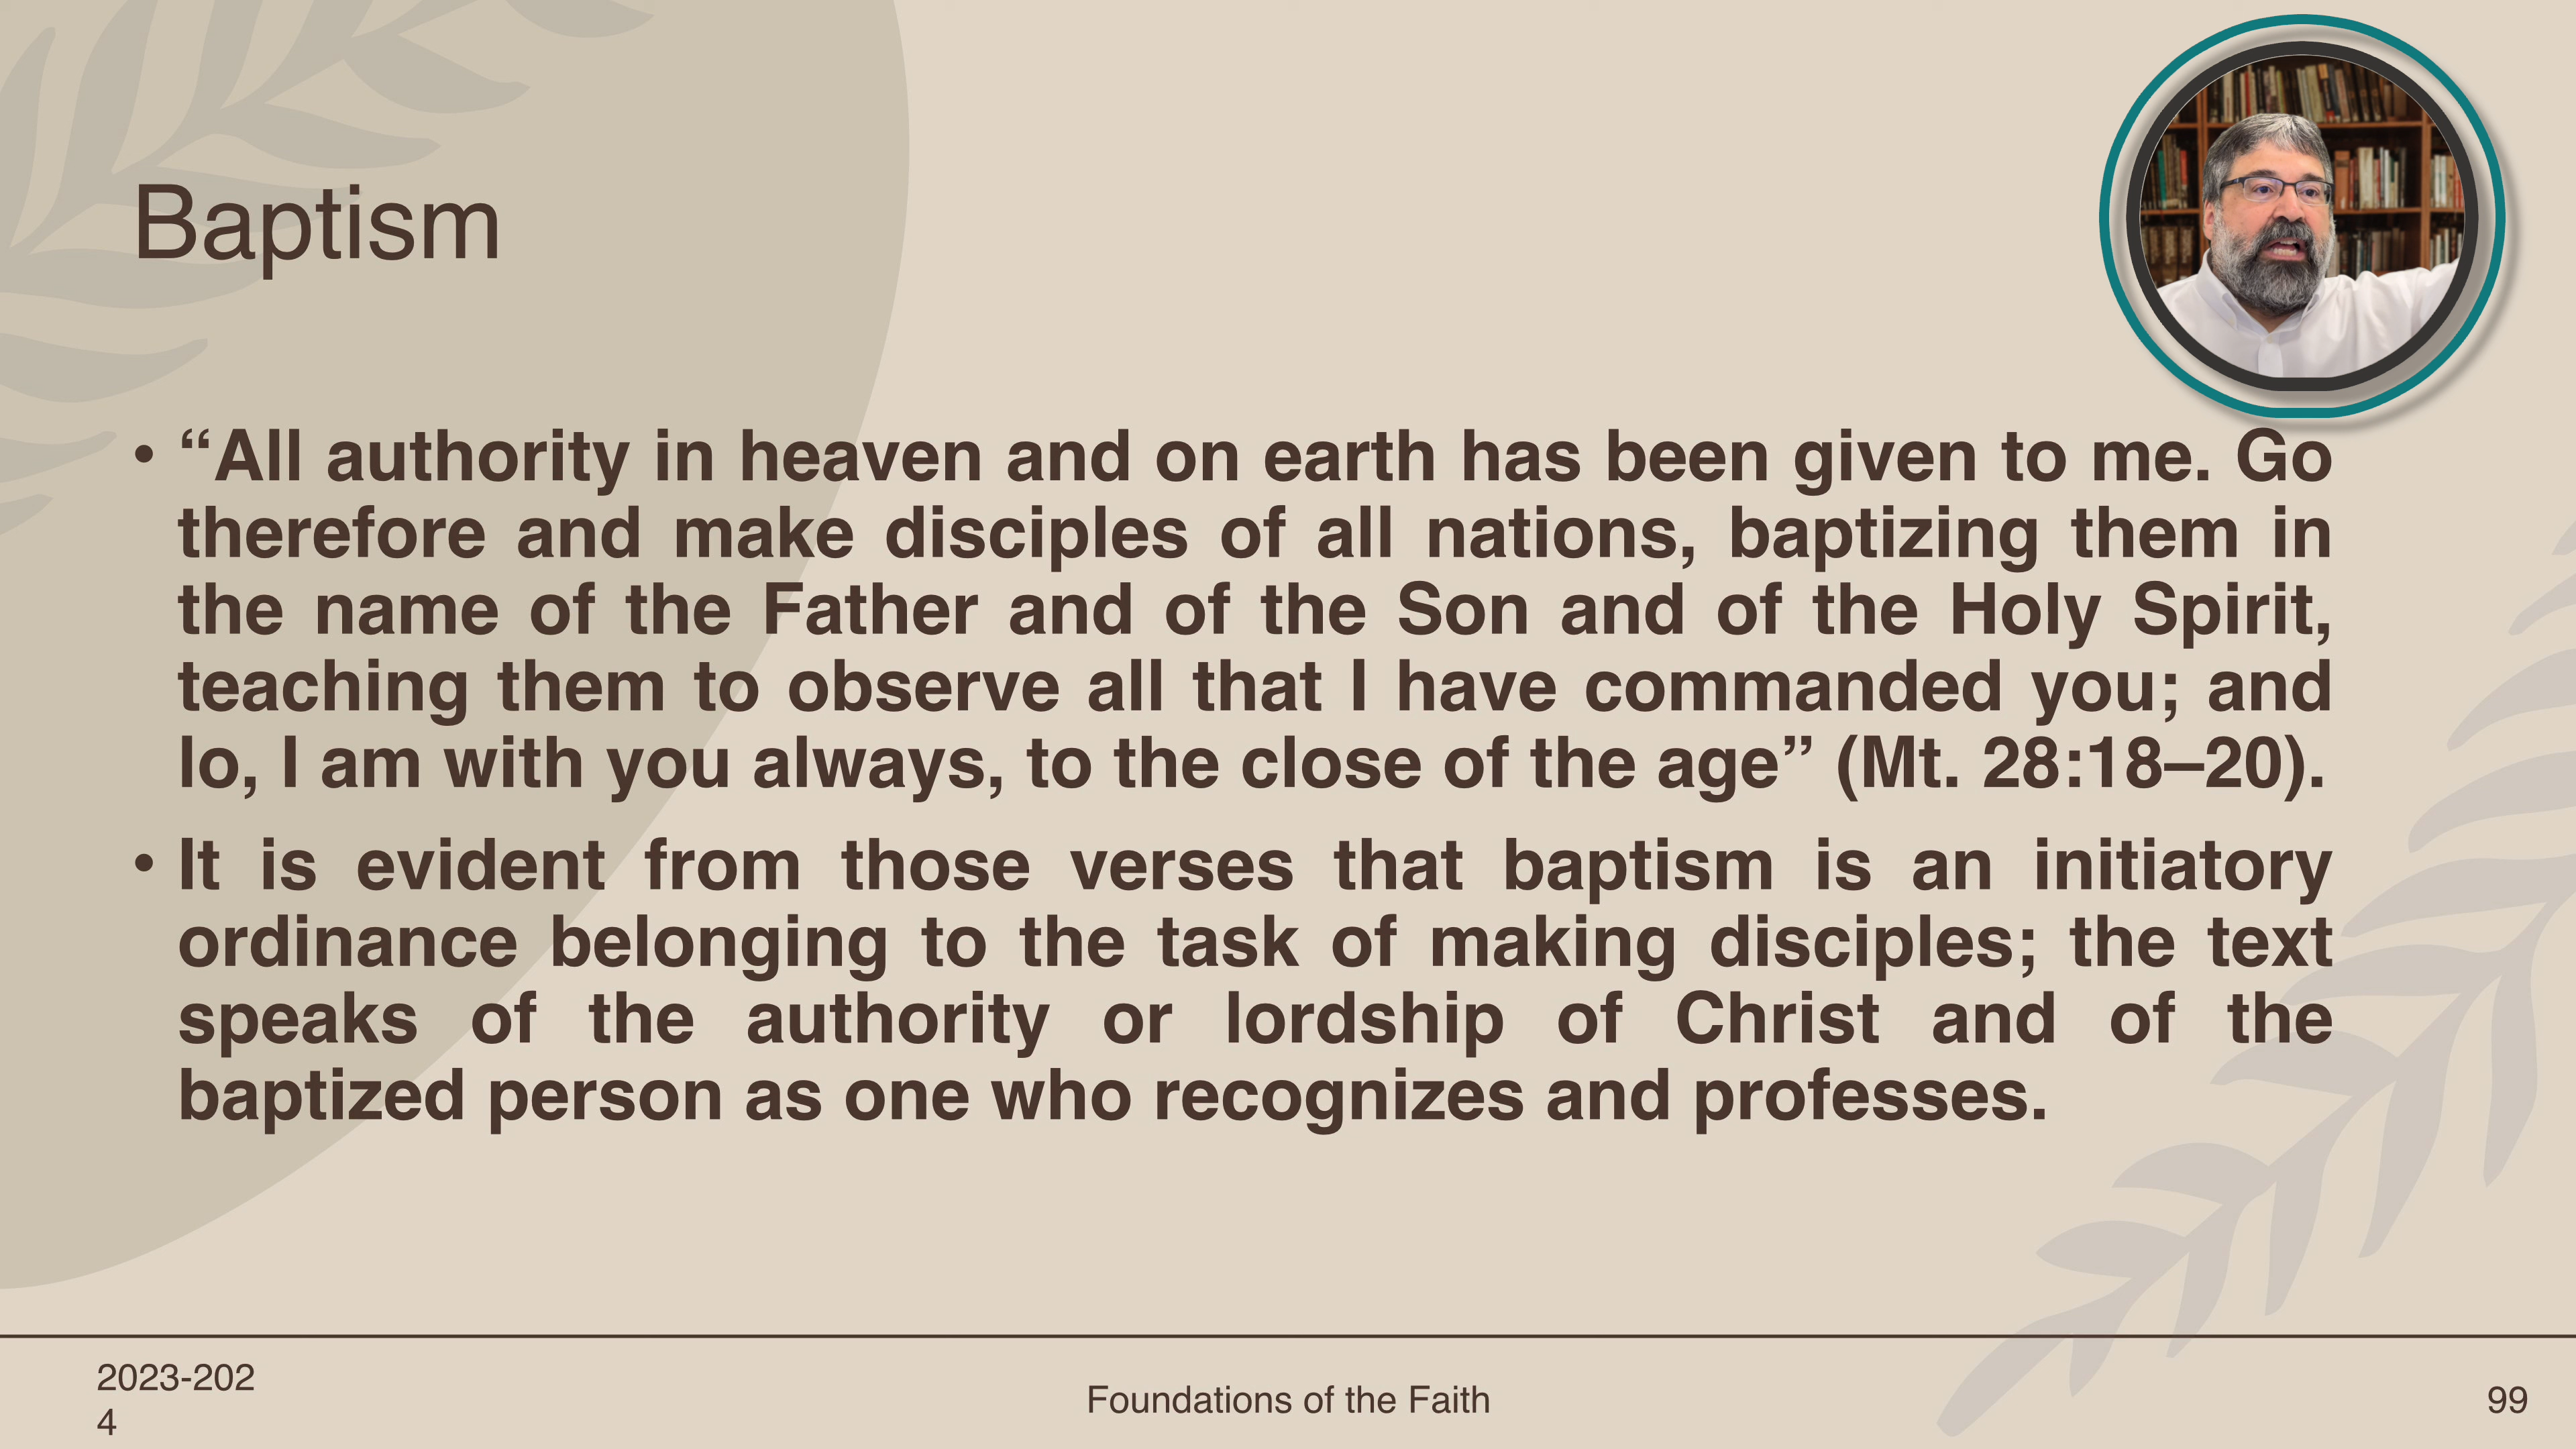 Baptism
• “All authority in heaven and on earth has been given to me. Go
therefore and make disciples of all nations, baptizing them in
the name of the Father and of the Son and of the Holy Spirit,
teaching them to observe all that I have commanded you; and
lo, I am with you always, to the close of the age” (Mt. 28:18–20).
• It is evident from those verses that baptism is an initiatory
ordinance belonging to the task of making disciples; the text
speaks of the authority or lordship of Christ and of the
baptized person as one who recognizes and professes.
2023-202
4
Foundations of the Faith
99